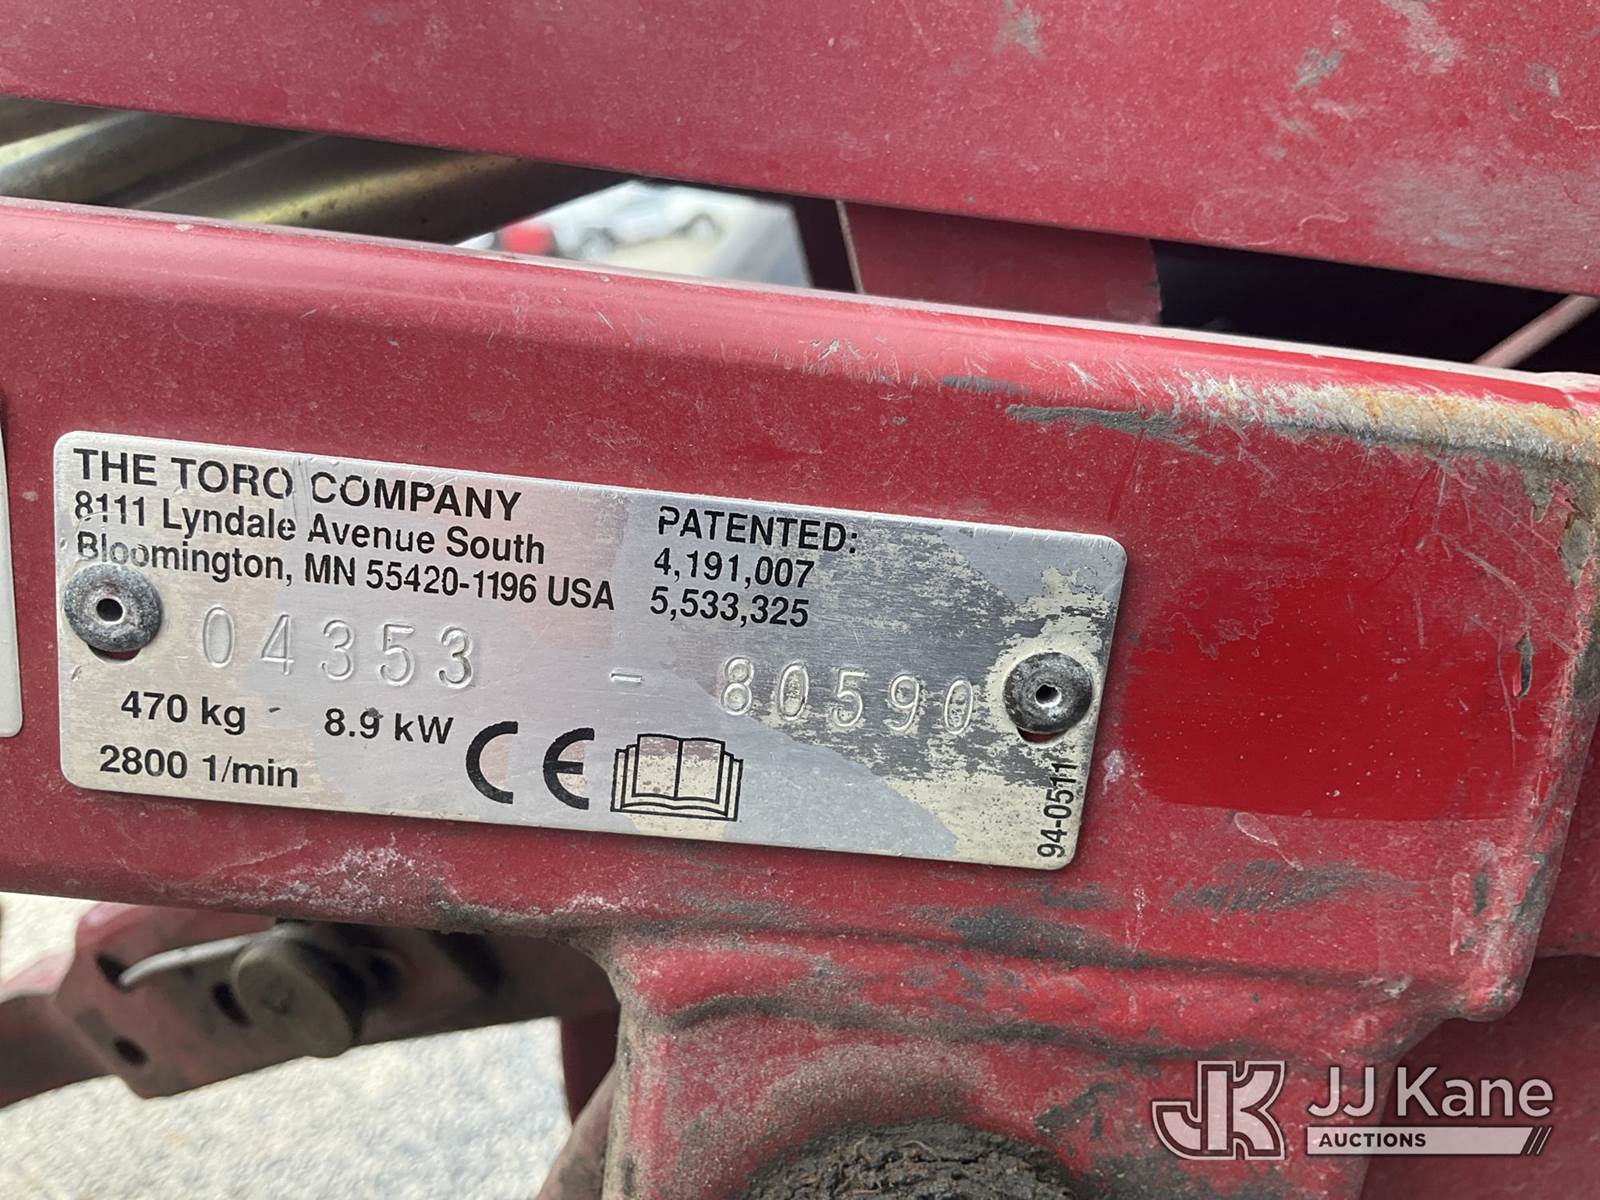 THE TORO COMPANY
8111 Lyndale Avenue South
Bloomington, MN 55420-1196 USA
PATENTED:
4,191,007
5,533,325
04353 - 80590
470 kg 8.9 kW
2800 1/min
CE
94-0511
JK JJ Kane
AUCTIONS